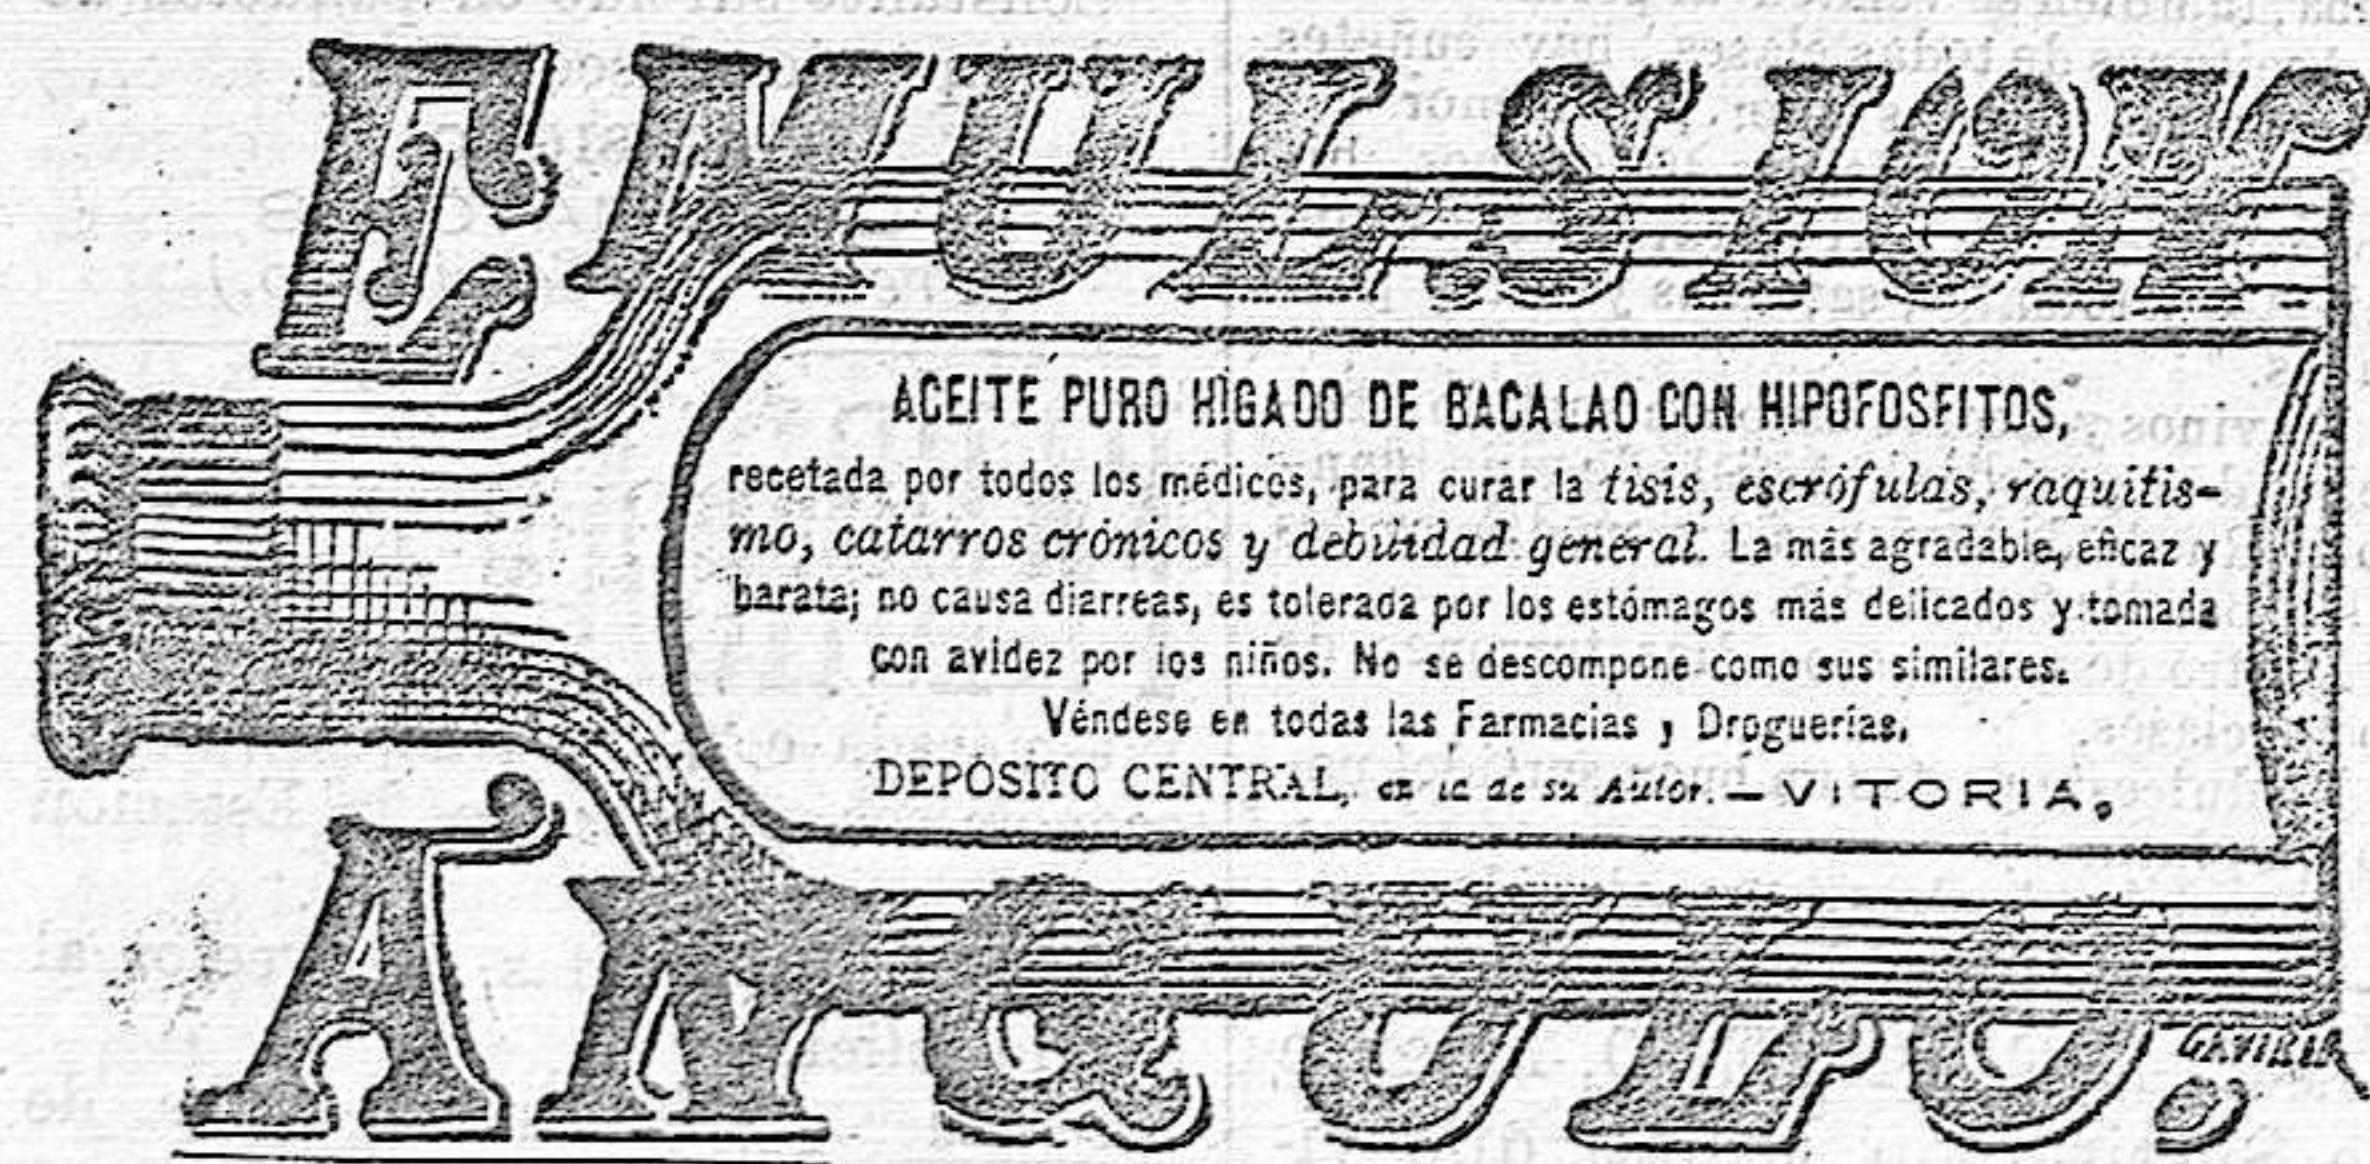 EMULSION
ACEITE PURO HIGADO DE BACALAO CON HIPOFOSFITOS,
recetada por todos los médicos, para curar la tisis, escrófulas, raquitis-
mo, catarros crónicos y debilidad general. La más agradable, eficaz y
barata; no causa diarreas, es tolerada por los estómagos más delicados y tomada
con avidez por los niños. No se descompone como sus similares.
Véndese en todas las Farmacias y Droguerías.
DEPÓSITO CENTRAL, en la de su Autor.—VITORIA.
ANGULO.
GAVIRIA